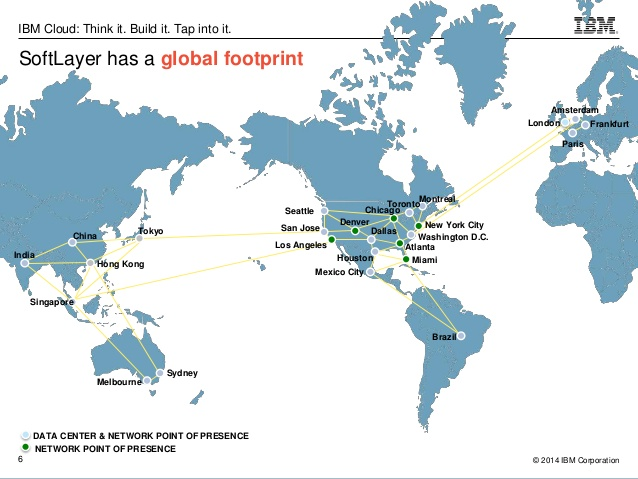 IBM Cloud: Think it. Build it. Tap into it.
IBM
SoftLayer has a global footprint
Amsterdam
London
Frankfurt
Paris
Montreal
Toronto
Chicago
Seattle
Denver
New York City
San Jose
Dallas
Washington D.C.
Tokyo
China
Los Angeles
Atlanta
India
Houston
Miami
Hong Kong
Mexico City
Singapore
Brazil
Sydney
Melbourne
DATA CENTER & NETWORK POINT OF PRESENCE
NETWORK POINT OF PRESENCE
6
© 2014 IBM Corporation